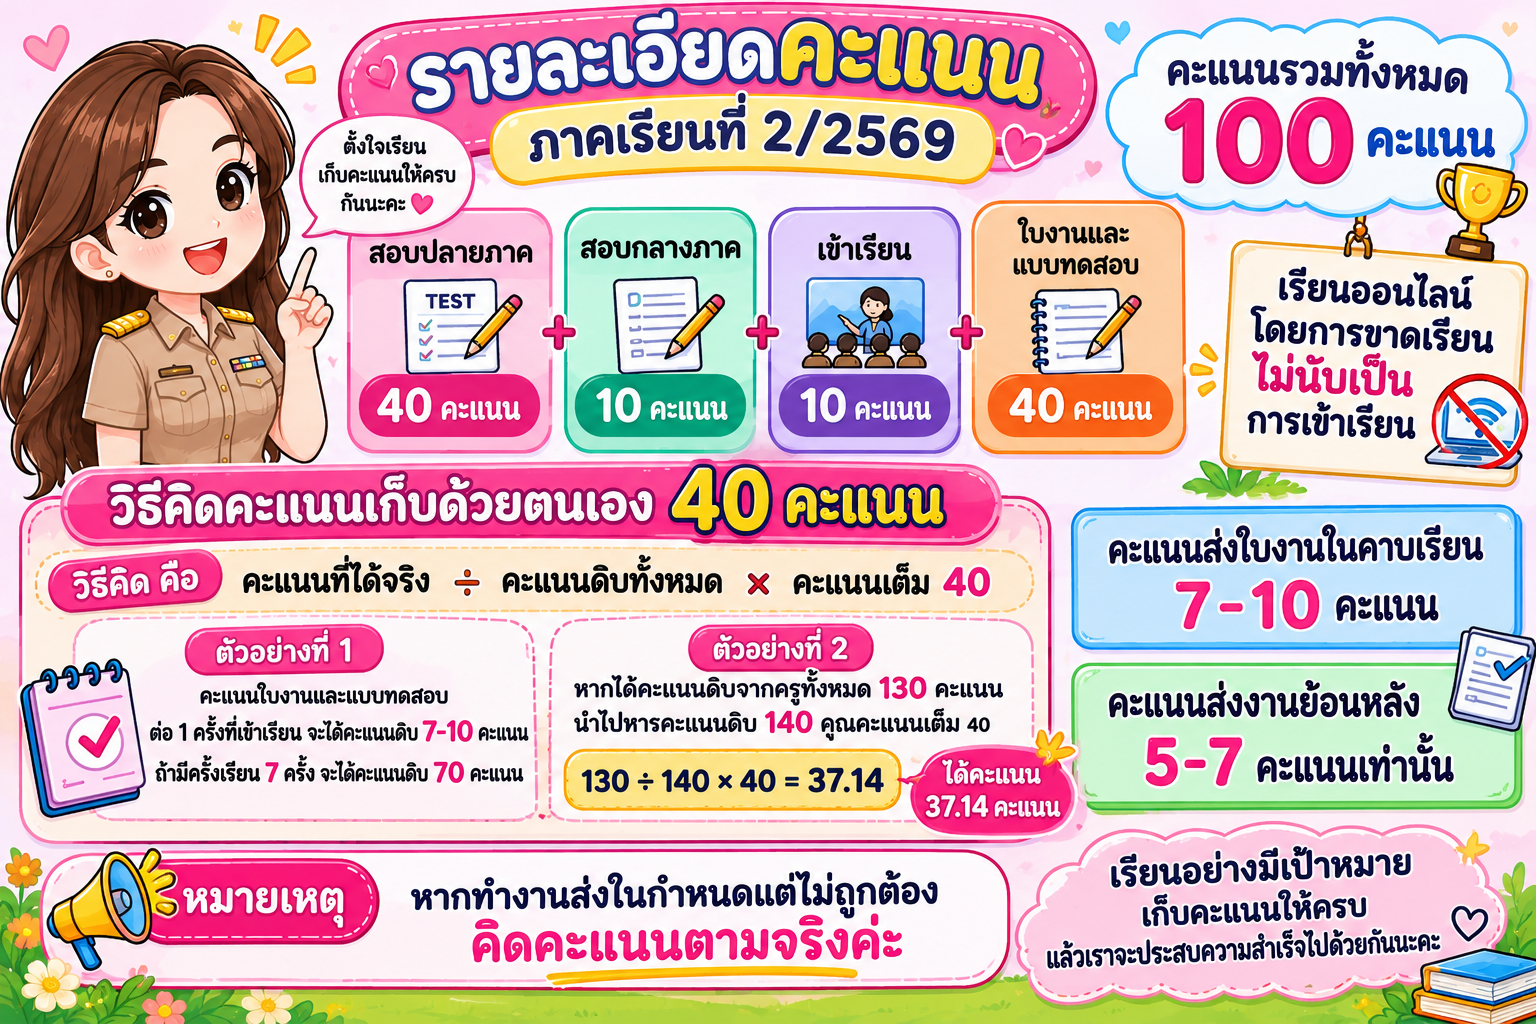 รายละเอียดคะแนน
ภาคเรียนที่ 2/2569
ตั้งใจเรียน
เก็บคะแนนให้ครบ
กันนะคะ
คะแนนรวมทั้งหมด
100 คะแนน
สอบปลายภาค
TEST
40 คะแนน
+
สอบกลางภาค
10 คะแนน
+
เข้าเรียน
10 คะแนน
+
ใบงานและ
แบบทดสอบ
40 คะแนน
เรียนออนไลน์
โดยการขาดเรียน
ไม่นับเป็น
การเข้าเรียน
วิธีคิดคะแนนเก็บด้วยตนเอง 40 คะแนน
วิธีคิด คือ คะแนนที่ได้จริง ÷ คะแนนดิบทั้งหมด × คะแนนเต็ม 40
ตัวอย่างที่ 1
คะแนนใบงานและแบบทดสอบ
ต่อ 1 ครั้งที่เข้าเรียน จะได้คะแนนดิบ 7-10 คะแนน
ถ้ามีครั้งเรียน 7 ครั้ง จะได้คะแนนดิบ 70 คะแนน
ตัวอย่างที่ 2
หากได้คะแนนดิบจากครูทั้งหมด 130 คะแนน
นำไปหารคะแนนดิบ 140 คูณคะแนนเต็ม 40
130 ÷ 140 × 40 = 37.14
ได้คะแนน
37.14 คะแนน
คะแนนส่งใบงานในคาบเรียน
7-10 คะแนน
คะแนนส่งงานย้อนหลัง
5-7 คะแนนเท่านั้น
หมายเหตุ
หากทำงานส่งในกำหนดแต่ไม่ถูกต้อง
คิดคะแนนตามจริงค่ะ
เรียนอย่างมีเป้าหมาย
เก็บคะแนนให้ครบ
แล้วเราจะประสบความสำเร็จไปด้วยกันนะคะ